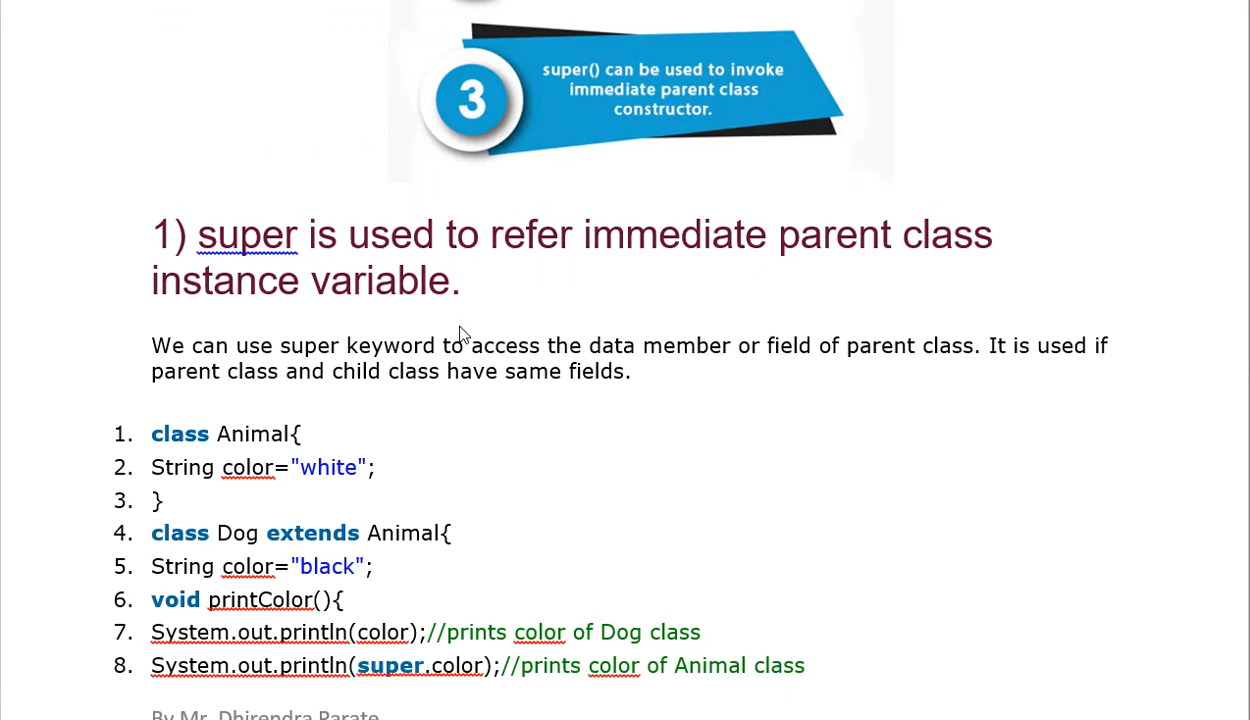 3
super() can be used to invoke
immediate parent class
constructor.
1) super is used to refer immediate parent class
instance variable.
We can use super keyword to access the data member or field of parent class. It is used if
parent class and child class have same fields.
1. class Animal{
2. String color="white";
3. }
4. class Dog extends Animal{
5. String color="black";
6. void printColor(){
7. System.out.println(color);//prints color of Dog class
8. System.out.println(super.color);//prints color of Animal class
By Mr. Dhirendra Parate